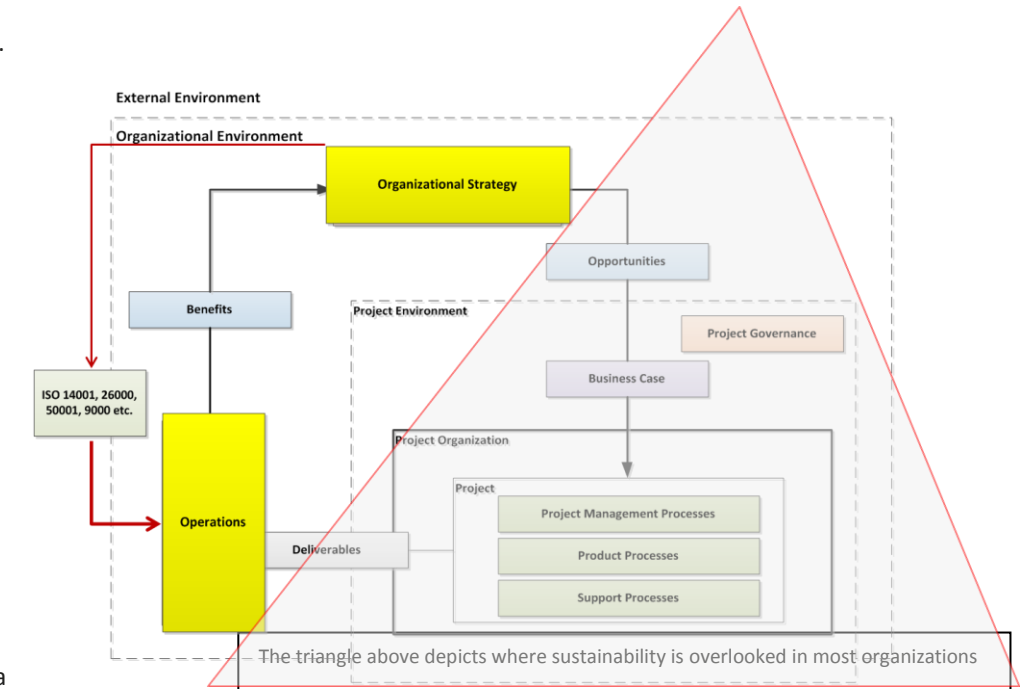 .
External Environment
Organizational Environment
Organizational Strategy
Opportunities
Benefits
Project Environment
Project Governance
Business Case
ISO 14001, 26000,
50001, 9000 etc.
Project Organization
Project
Operations
Project Management Processes
Deliverables
Product Processes
Support Processes
The triangle above depicts where sustainability is overlooked in most organizations
a